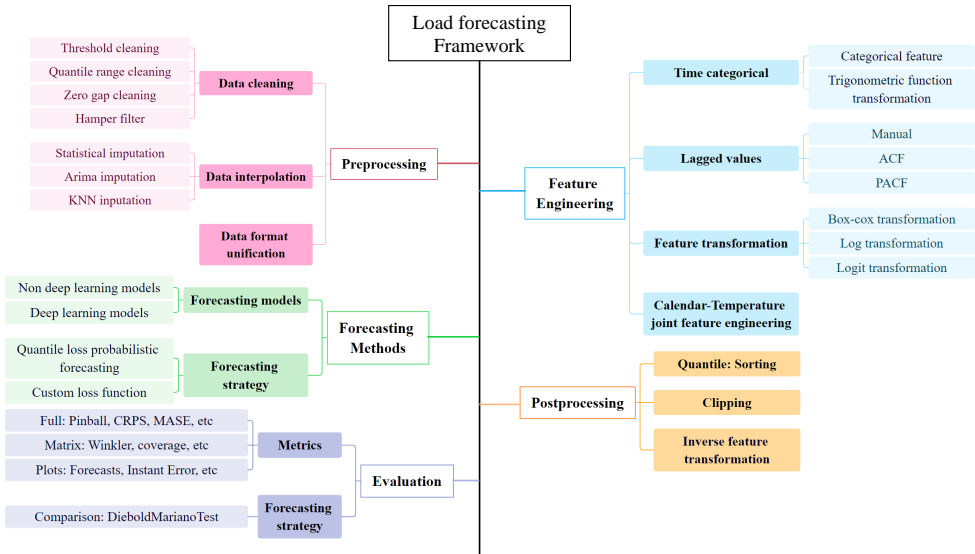 Load forecasting
Framework
Threshold cleaning
Quantile range cleaning
Zero gap cleaning
Hamper filter
Data cleaning
Statistical imputation
Arima imputation
KNN inputation
Data interpolation
Data format
unification
Preprocessing
Time categorical
Categorical feature
Trigonometric function
transformation
Lagged values
Manual
ACF
PACF
Feature
Engineering
Feature transformation
Box-cox transformation
Log transformation
Logit transformation
Calendar-Temperature
joint feature engineering
Non deep learning models
Deep learning models
Forecasting models
Forecasting
Methods
Quantile loss probabilistic
forecasting
Custom loss function
Forecasting
strategy
Postprocessing
Quantile: Sorting
Clipping
Inverse feature
transformation
Full: Pinball, CRPS, MASE, etc
Matrix: Winkler, coverage, etc
Plots: Forecasts, Instant Error, etc
Metrics
Evaluation
Comparison: DieboldMarianoTest
Forecasting
strategy